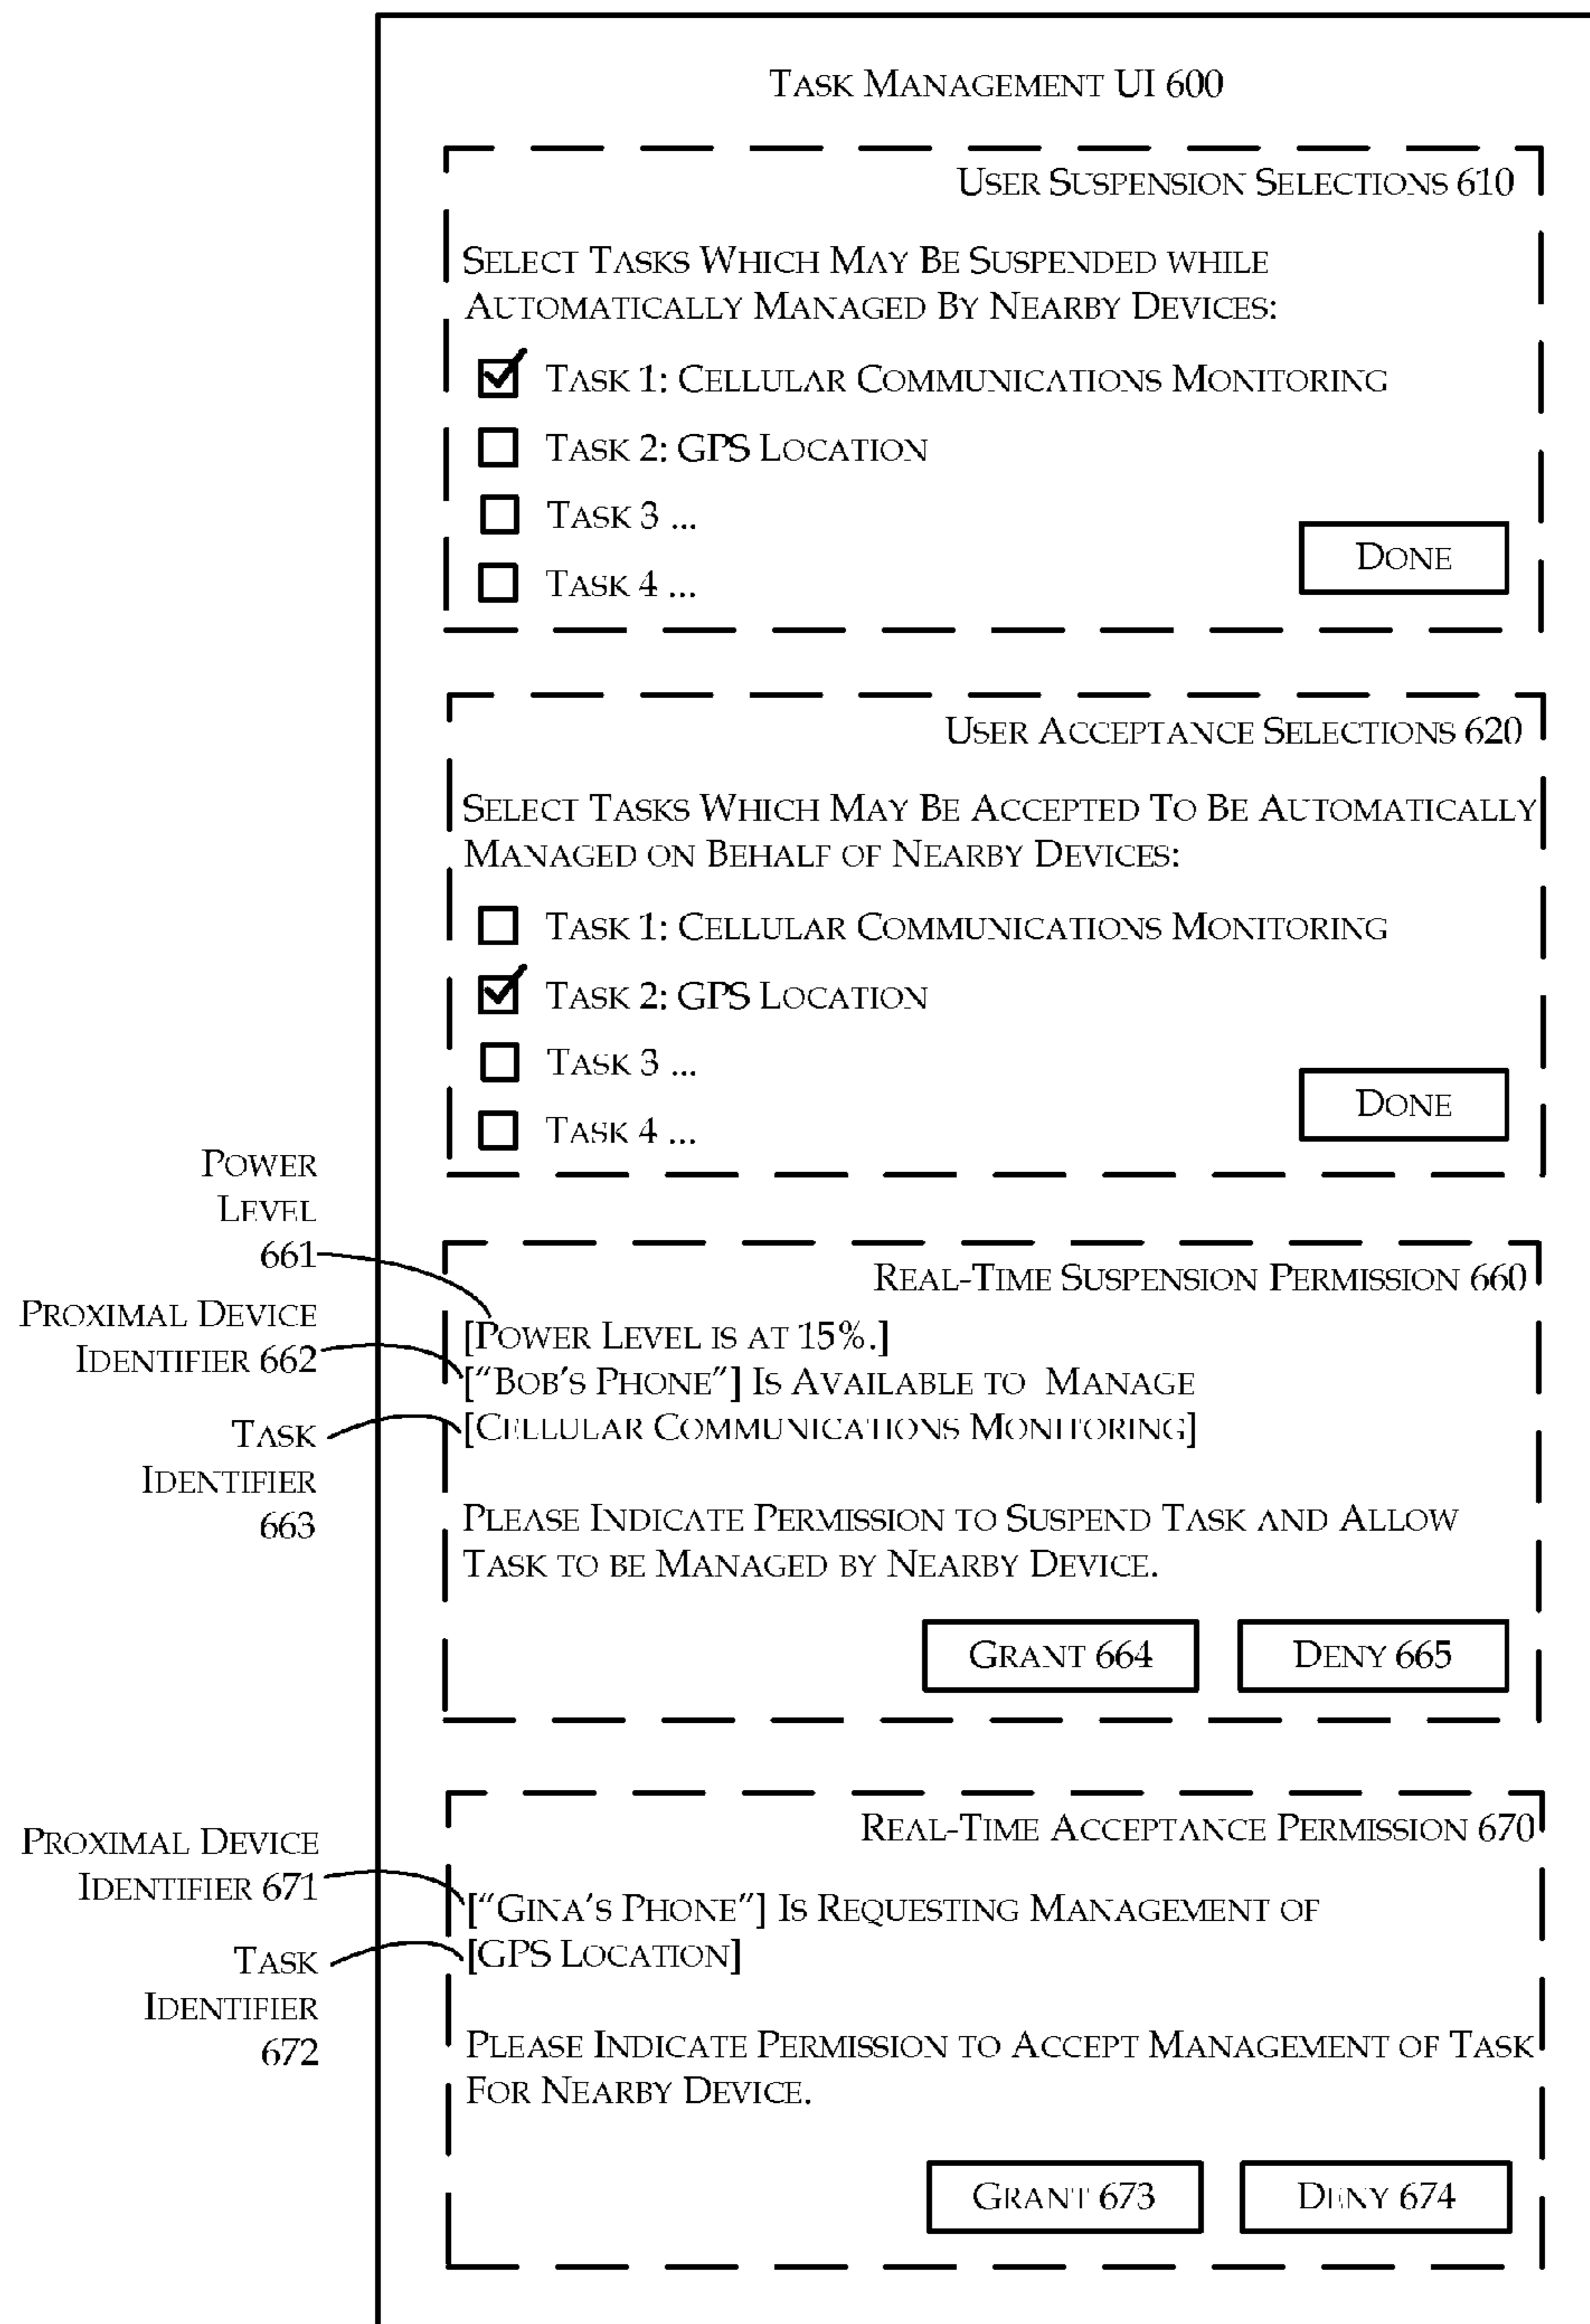 TASK MANAGEMENT UI 600
USER SUSPENSION SELECTIONS 610
SELECT TASKS WHICH MAY BE SUSPENDED WHILE
AUTOMATICALLY MANAGED BY NEARBY DEVICES:
TASK 1: CELLULAR COMMUNICATIONS MONITORING
TASK 2: GPS LOCATION
TASK 3 ...
TASK 4 ...
DONE
USER ACCEPTANCE SELECTIONS 620
SELECT TASKS WHICH MAY BE ACCEPTED TO BE AUTOMATICALLY
MANAGED ON BEHALF OF NEARBY DEVICES:
TASK 1: CELLULAR COMMUNICATIONS MONITORING
TASK 2: GPS LOCATION
TASK 3 ...
TASK 4 ...
DONE
POWER
LEVEL
661
PROXIMAL DEVICE
IDENTIFIER 662
TASK
IDENTIFIER
663
REAL-TIME SUSPENSION PERMISSION 660
[POWER LEVEL IS AT 15%.]
["BOB'S PHONE"] IS AVAILABLE TO MANAGE
[CELLULAR COMMUNICATIONS MONITORING]
PLEASE INDICATE PERMISSION TO SUSPEND TASK AND ALLOW
TASK TO BE MANAGED BY NEARBY DEVICE.
GRANT 664
DENY 665
PROXIMAL DEVICE
IDENTIFIER 671
TASK
IDENTIFIER
672
REAL-TIME ACCEPTANCE PERMISSION 670
["GINA'S PHONE"] IS REQUESTING MANAGEMENT OF
[GPS LOCATION]
PLEASE INDICATE PERMISSION TO ACCEPT MANAGEMENT OF TASK
FOR NEARBY DEVICE.
GRANT 673
DENY 674